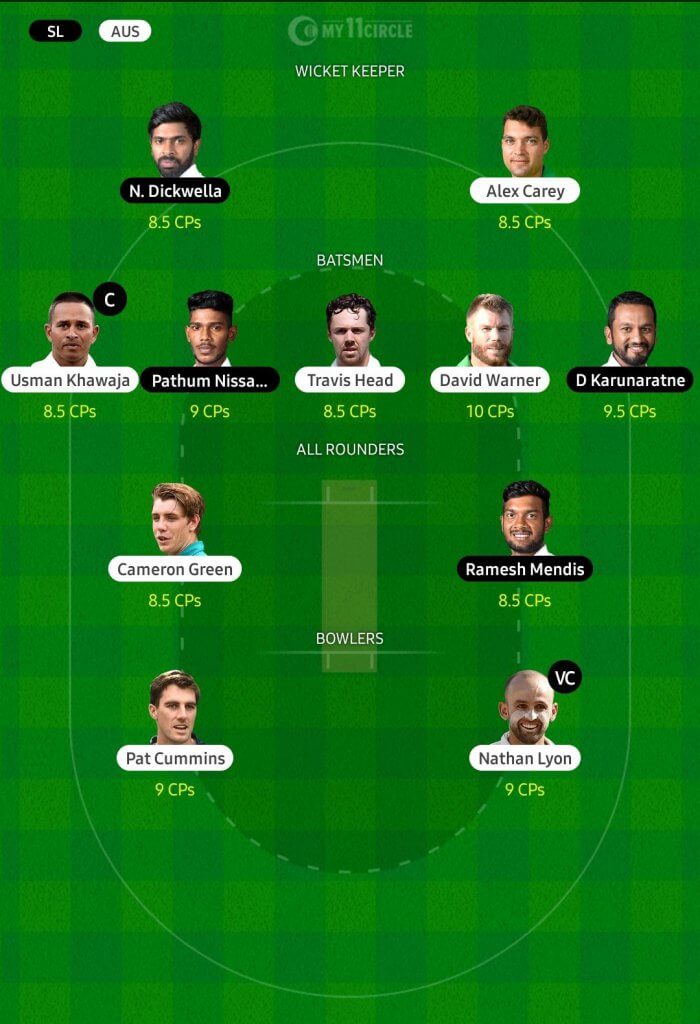 SL AUS
MY11CIRCLE
WICKET KEEPER
N. Dickwella
Alex Carey
8.5 CPs
8.5 CPs
BATSMEN
C
Usman Khawaja
Pathum Nissa...
Travis Head
David Warner
D Karunaratne
8.5 CPs
9 CPs
8.5 CPs
10 CPs
9.5 CPs
ALL ROUNDERS
Cameron Green
Ramesh Mendis
8.5 CPs
8.5 CPs
BOWLERS
VC
Pat Cummins
Nathan Lyon
9 CPs
9 CPs